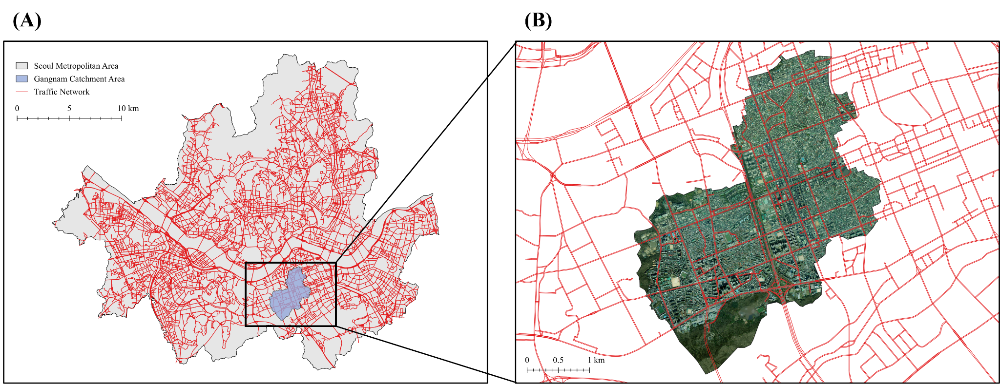 (A)
Seoul Metropolitan Area
Gangnam Catchment Area
Traffic Network
0 5 10 km
(B)
0 0.5 1 km